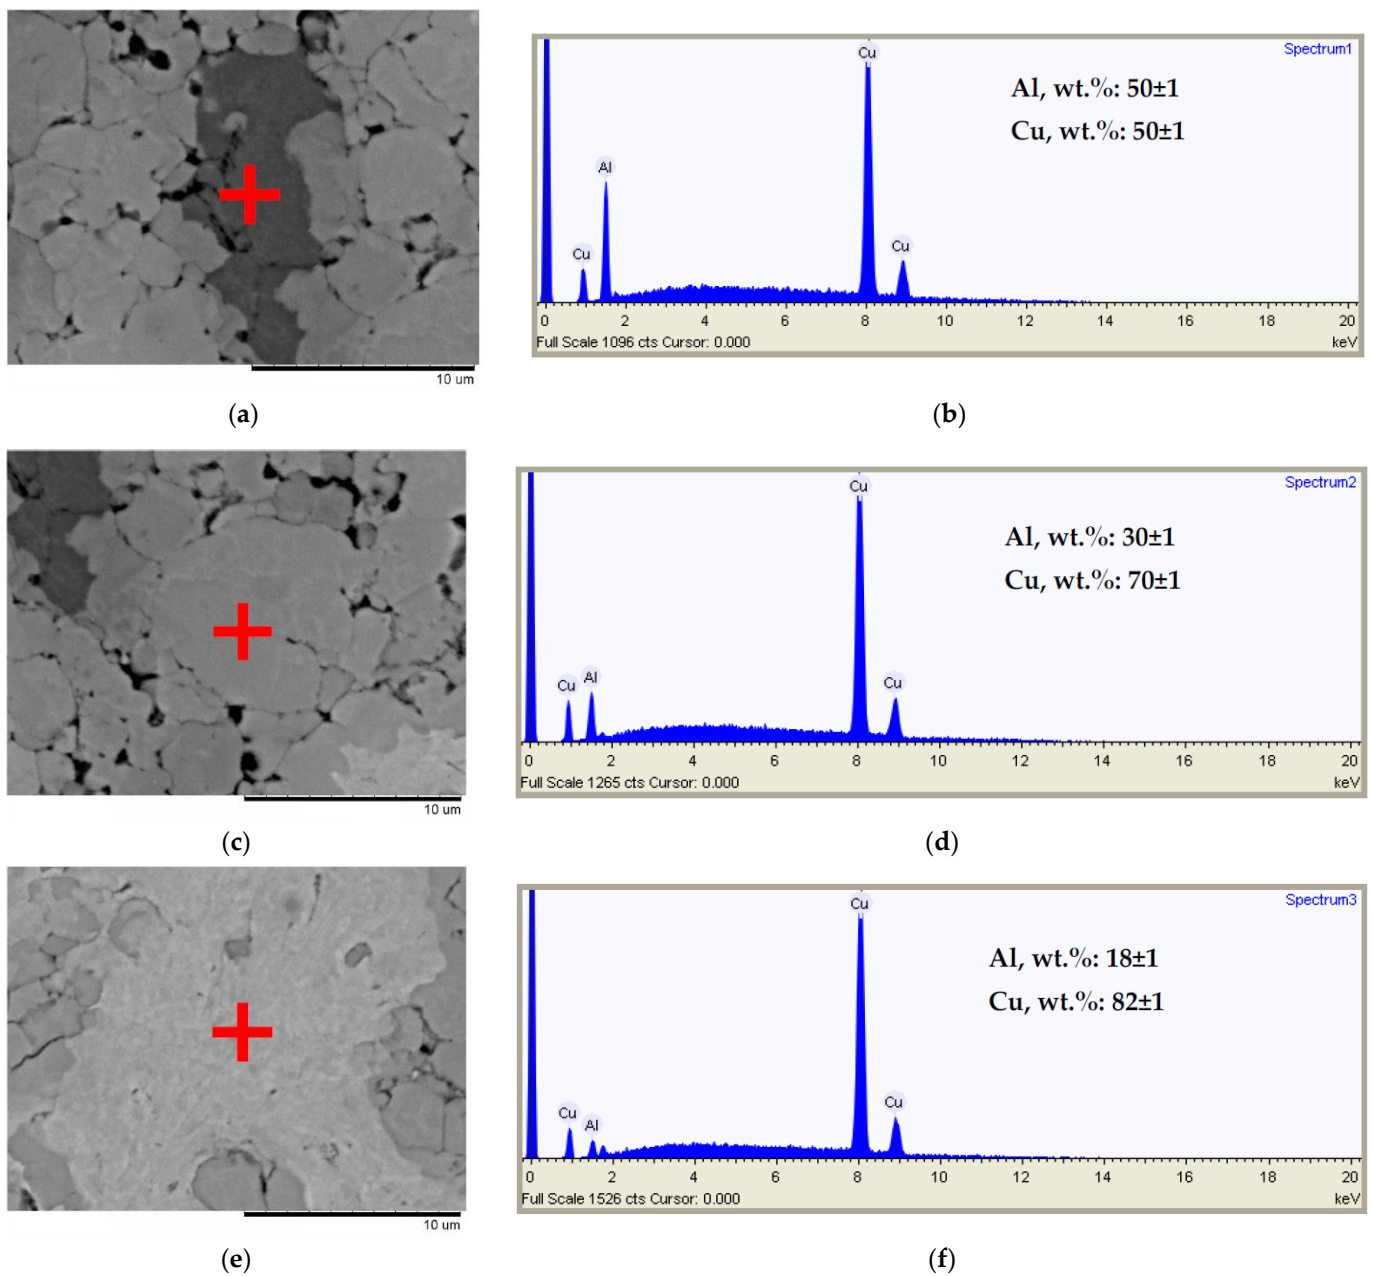 10 um
(a)
Spectrum1
Al, wt.%: 50±1
Cu, wt.%: 50±1
Cu
Al
Cu
Cu
0 2 4 6 8 10 12 14 16 18 20
Full Scale 1096 cts Cursor: 0.000 keV
(b)
10 um
(c)
Spectrum2
Al, wt.%: 30±1
Cu, wt.%: 70±1
Cu
Cu
Al
Cu
0 2 4 6 8 10 12 14 16 18 20
Full Scale 1265 cts Cursor: 0.000 keV
(d)
10 um
(e)
Spectrum3
Al, wt.%: 18±1
Cu, wt.%: 82±1
Cu
Cu
Al
Cu
0 2 4 6 8 10 12 14 16 18 20
Full Scale 1526 cts Cursor: 0.000 keV
(f)